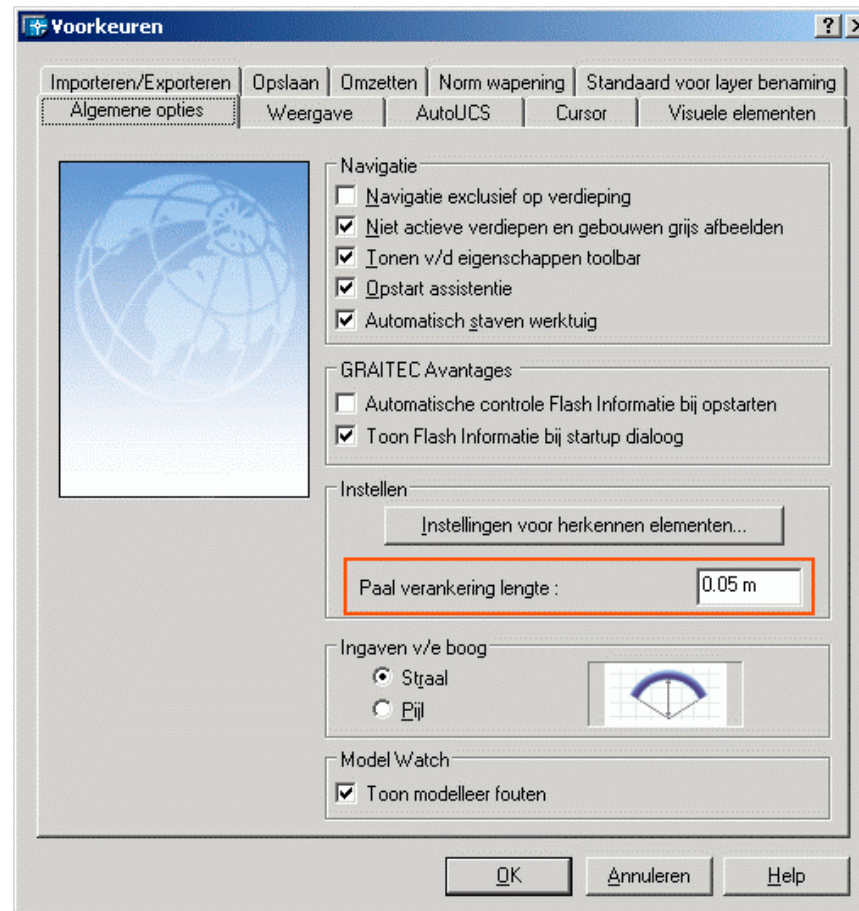 Voorkeuren
Importeren/Exporteren Opslaan Omzetten Norm wapening Standaard voor layer benaming
Algemene opties Weergave AutoUCS Cursor Visuele elementen
Navigatie
Navigatie exclusief op verdieping
Niet actieve verdiepen en gebouwen grijs afbeelden
Tonen v/d eigenschappen toolbar
Opstart assistentie
Automatisch staven werktuig
GRAITEC Avantages
Automatische controle Flash Informatie bij opstarten
Toon Flash Informatie bij startup dialoog
Instellen
Instellingen voor herkennen elementen...
Paal verankering lengte : 0.05 m
Ingaven v/e boog
Straal
Pijl
Model Watch
Toon modelleer fouten
OK Annuleren Help